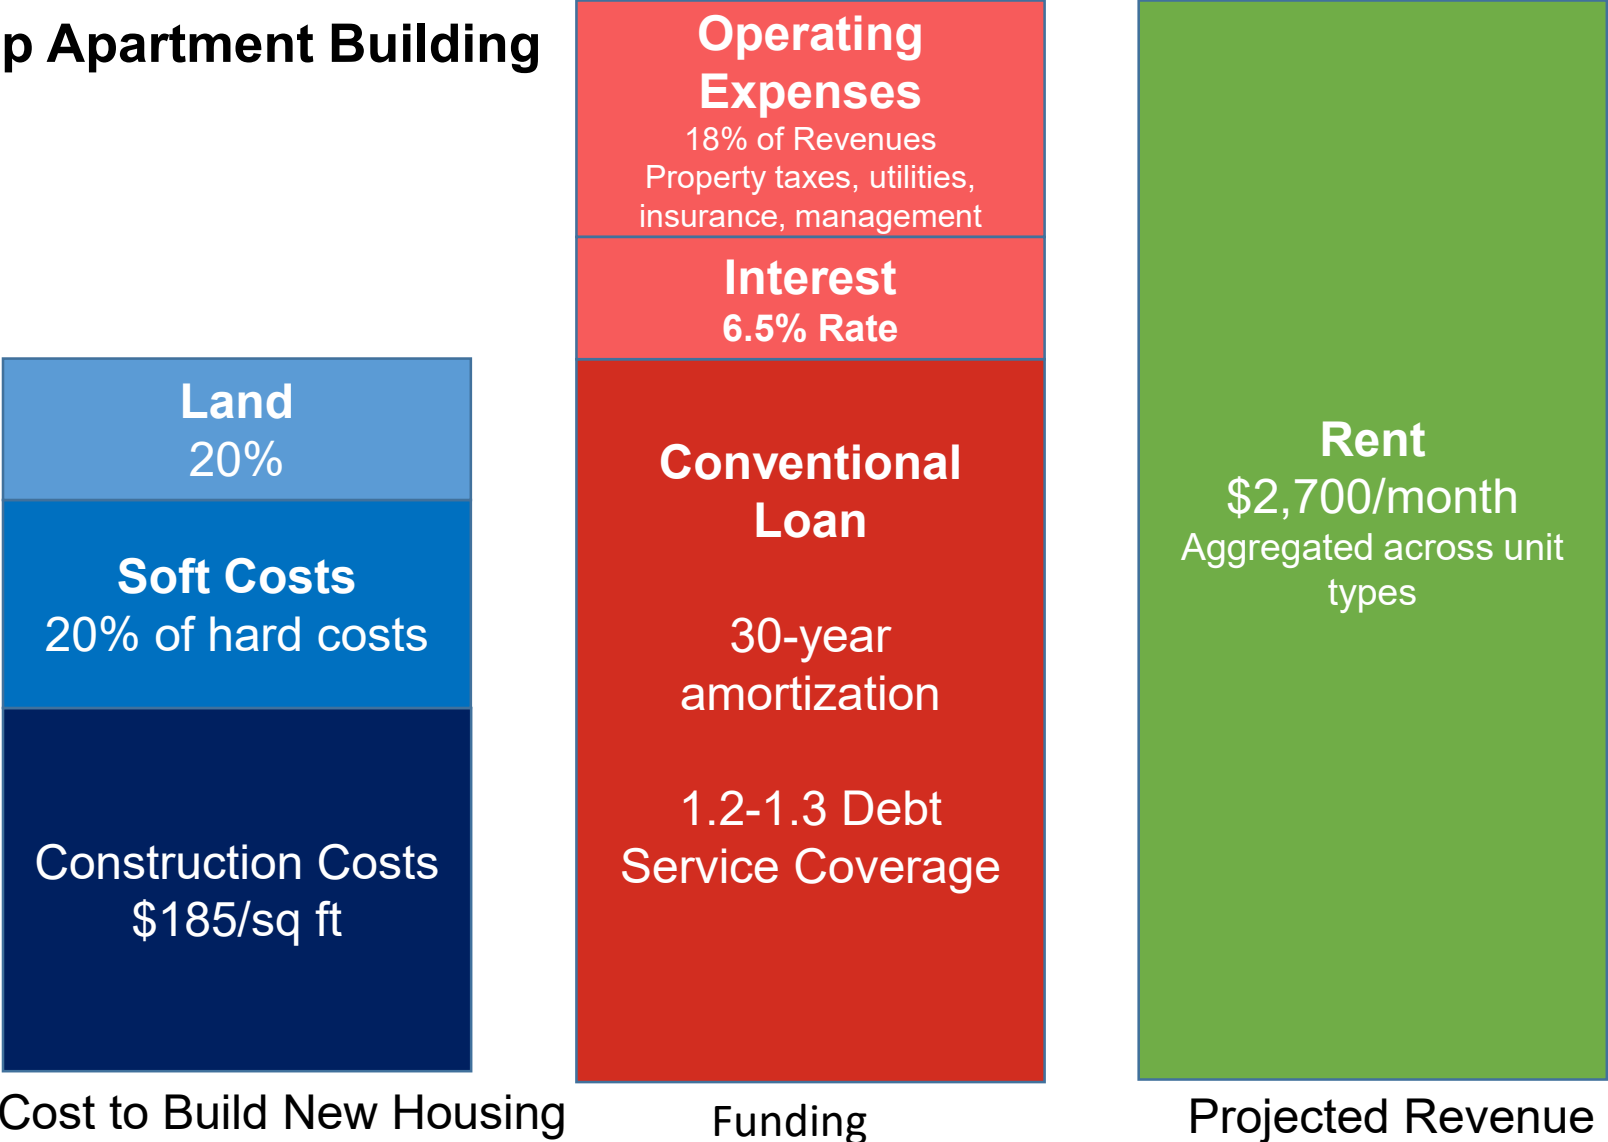 p Apartment Building
Land
20%
Soft Costs
20% of hard costs
Construction Costs
$185/sq ft
Cost to Build New Housing
Operating
Expenses
18% of Revenues
Property taxes, utilities,
insurance, management
Interest
6.5% Rate
Conventional
Loan
30-year
amortization
1.2-1.3 Debt
Service Coverage
Funding
Rent
$2,700/month
Aggregated across unit
types
Projected Revenue